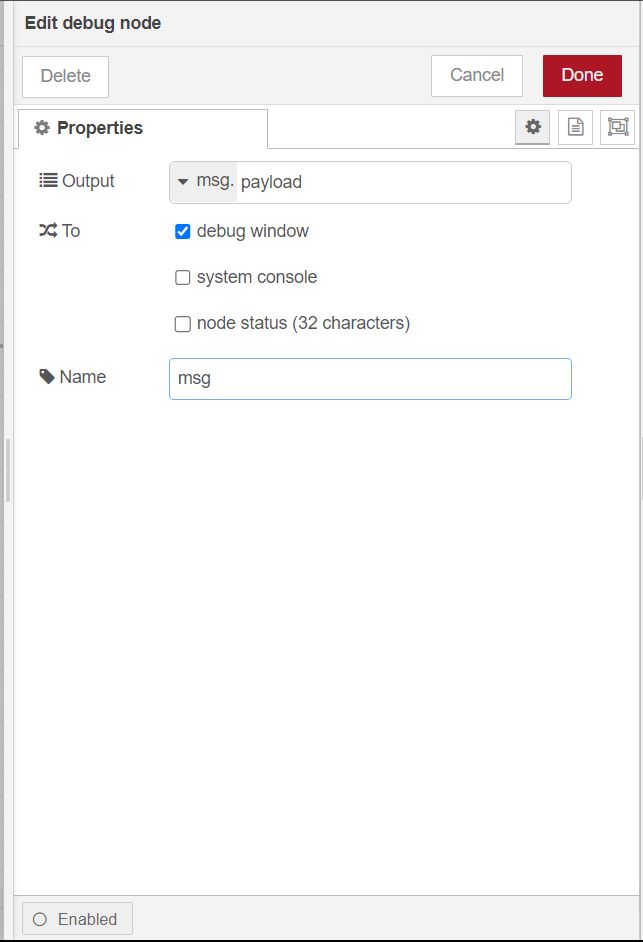 Edit debug node
Delete
Cancel
Done
Properties
Output
msg. payload
To
debug window
system console
node status (32 characters)
Name
msg
Enabled